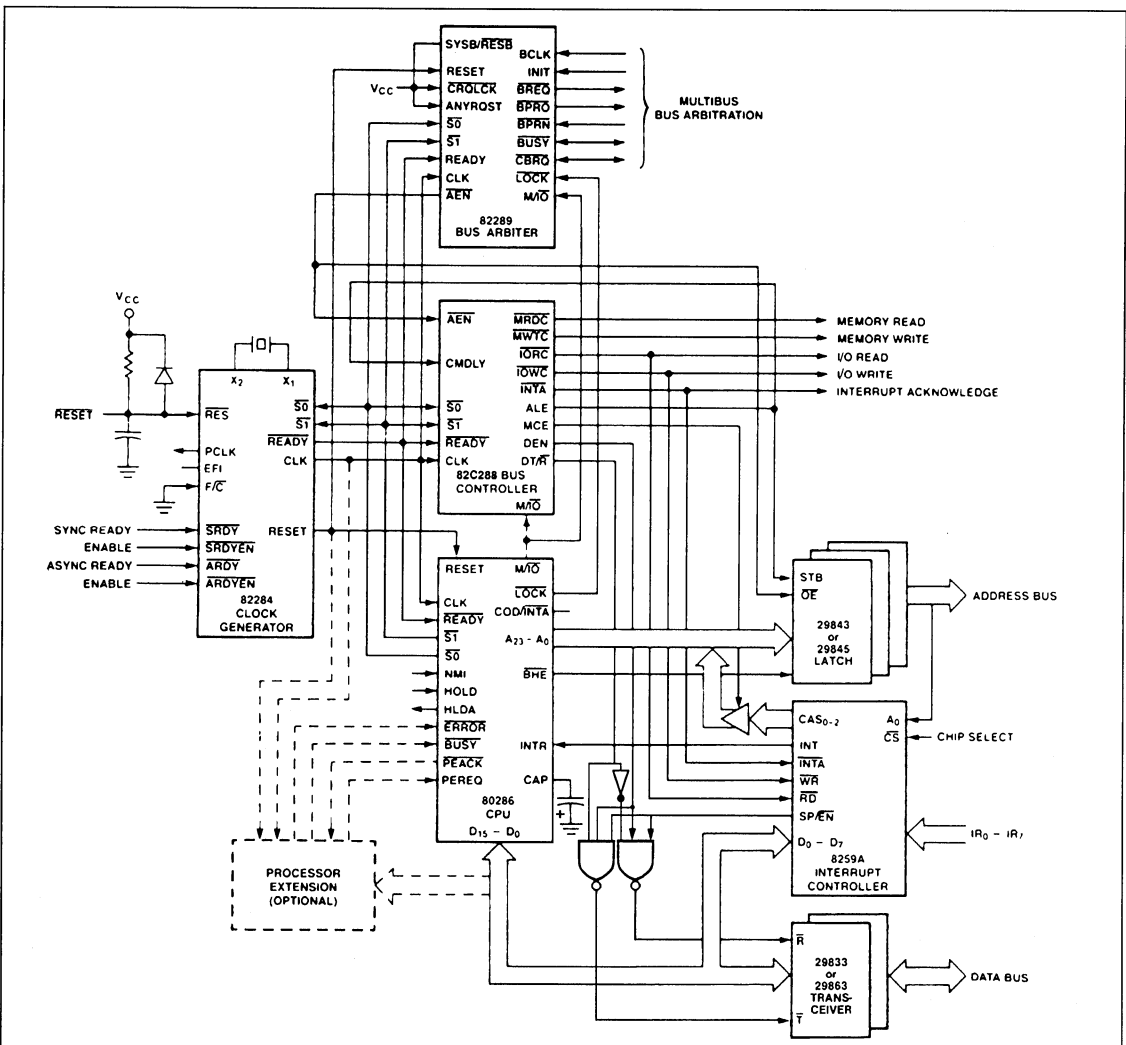 SYSB/RESB
RESET
VCC
CRQLCK
ANYRQST
S0
S1
READY
CLK
AEN
BCLK
INIT
BREQ
BPRO
BPRN
BUSY
CBRQ
LOCK
M/IO
82289
BUS ARBITER
MULTIBUS
BUS ARBITRATION
VCC
RESET
X2
X1
RES
PCLK
EFI
F/C
S0
S1
READY
CLK
SYNC READY
ENABLE
ASYNC READY
ENABLE
SRDY
SRDYEN
ARDY
ARDYEN
RESET
82284
CLOCK
GENERATOR
AEN
CMDLY
S0
S1
READY
CLK
MRDC
MWTC
IORC
IOWC
INTA
ALE
MCE
DEN
DT/R
82C288 BUS
CONTROLLER
M/IO
MEMORY READ
MEMORY WRITE
I/O READ
I/O WRITE
INTERRUPT ACKNOWLEDGE
RESET
M/IO
CLK
READY
S1
S0
NMI
HOLD
HLDA
ERROR
BUSY
PEACK
PEREQ
LOCK
COD/INTA
A23 - A0
BHE
INTR
CAP
+
80286
CPU
D15 - D0
PROCESSOR
EXTENSION
(OPTIONAL)
STB
OE
29843
or
29845
LATCH
ADDRESS BUS
CAS0-2
INT
INTA
WR
RD
SP/EN
D0 - D7
A0
CS
CHIP SELECT
IR0 - IR7
8259A
INTERRUPT
CONTROLLER
R
29833
or
29863
TRANS-
CEIVER
T
DATA BUS